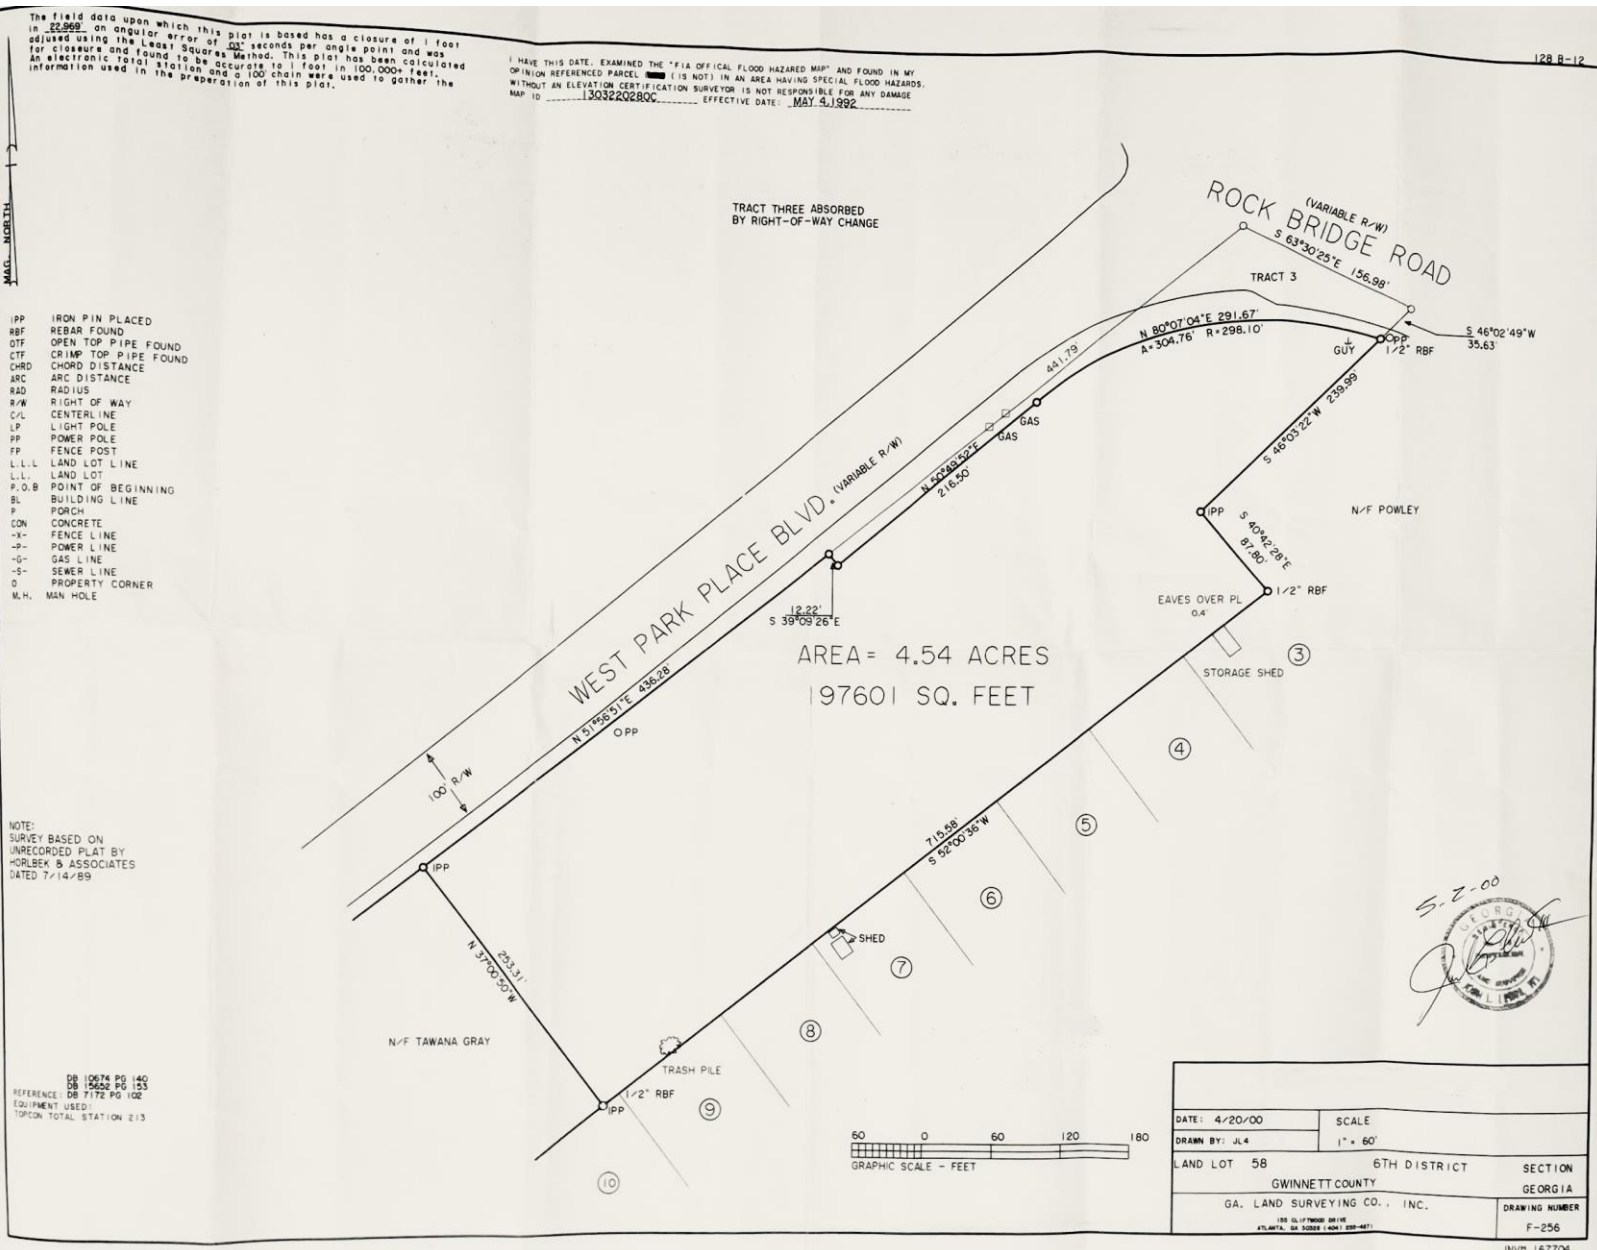 The field data upon which this plat is based has a closure of 1 foot
in 22,969' an angular error of 03" seconds per angle point and was
adjused using the Least Squares Method. This plat has been calculated
for closeure and found to be accurate to 1 foot in 100,000+ feet.
An electronic total station and a 100' chain were used to gather the
information used in the preperation of this plat.
I HAVE THIS DATE, EXAMINED THE "FIA OFFICAL FLOOD HAZARED MAP" AND FOUND IN MY
OPINION REFERENCED PARCEL ( IS NOT) IN AN AREA HAVING SPECIAL FLOOD HAZARDS.
WITHOUT AN ELEVATION CERTIFICATION SURVEYOR IS NOT RESPONSIBLE FOR ANY DAMAGE
MAP ID 1303220280C EFFECTIVE DATE: MAY 4,1992
128 B-12
MAG. NORTH
TRACT THREE ABSORBED
BY RIGHT-OF-WAY CHANGE
ROCK BRIDGE ROAD
(VARIABLE R/W)
S 63°30'25"E 156.98'
TRACT 3
N 80°07'04"E 291.67'
A=304.76' R=298.10'
S 46°02'49"W
35.63'
GUY
PP
1/2" RBF
441.79'
GAS
GAS
N 50°49'52"E
216.50'
S 46°03'22"W 239.99'
IPP
N/F POWLEY
S 40°42'28"E
87.80'
1/2" RBF
EAVES OVER PL
0.4'
STORAGE SHED
3
IPP IRON PIN PLACED
RBF REBAR FOUND
OTF OPEN TOP PIPE FOUND
CTF CRIMP TOP PIPE FOUND
CHRD CHORD DISTANCE
ARC ARC DISTANCE
RAD RADIUS
R/W RIGHT OF WAY
C/L CENTERLINE
LP LIGHT POLE
PP POWER POLE
FP FENCE POST
L.L.L LAND LOT LINE
L.L. LAND LOT
P.O.B POINT OF BEGINNING
BL BUILDING LINE
P PORCH
CON CONCRETE
-X- FENCE LINE
-P- POWER LINE
-G- GAS LINE
-S- SEWER LINE
O PROPERTY CORNER
M.H. MAN HOLE
WEST PARK PLACE BLVD. (VARIABLE R/W)
12.22'
S 39°09'26"E
AREA= 4.54 ACRES
197601 SQ. FEET
N 51°56'51"E 436.28'
PP
100' R/W
4
5
715.58'
S 52°00'36"W
6
7
SHED
8
NOTE:
SURVEY BASED ON
UNRECORDED PLAT BY
HORLBEK & ASSOCIATES
DATED 7/14/89
IPP
253.31'
N 37°00'50"W
N/F TAWANA GRAY
TRASH PILE
1/2" RBF
IPP
9
10
DB 10674 PG 140
DB 15652 PG 153
REFERENCE: DB 7172 PG 102
EQUIPMENT USED:
TOPCON TOTAL STATION 213
60 0 60 120 180
GRAPHIC SCALE - FEET
5-2-00
GEORGIA
DATE: 4/20/00 SCALE
DRAWN BY: JL4 1" = 60'
LAND LOT 58 6TH DISTRICT SECTION
GWINNETT COUNTY GEORGIA
GA. LAND SURVEYING CO., INC.
155 CLIFTWOOD DRIVE
ATLANTA, GA 30328 (404) 255-4671
DRAWING NUMBER
F-256
INV# 167704